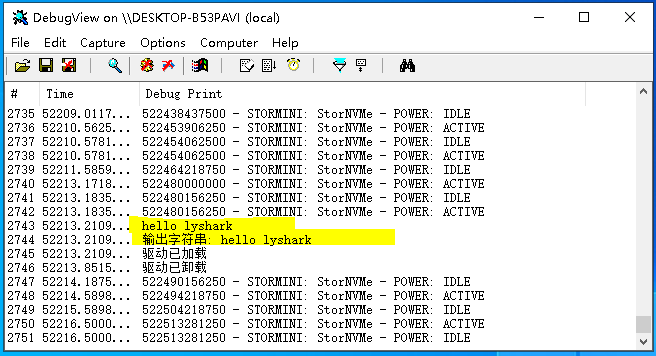 DebugView on \\DESKTOP-B53PAVI (local)
File Edit Capture Options Computer Help
# Time Debug Print
2735 52209.0117... 522438437500 - STORMINI: StorNVMe - POWER: IDLE
2736 52210.5625... 522453906250 - STORMINI: StorNVMe - POWER: ACTIVE
2737 52210.5781... 522454062500 - STORMINI: StorNVMe - POWER: IDLE
2738 52210.5781... 522454062500 - STORMINI: StorNVMe - POWER: ACTIVE
2739 52211.5859... 522464218750 - STORMINI: StorNVMe - POWER: IDLE
2740 52213.1718... 522480000000 - STORMINI: StorNVMe - POWER: ACTIVE
2741 52213.1835... 522480156250 - STORMINI: StorNVMe - POWER: IDLE
2742 52213.1835... 522480156250 - STORMINI: StorNVMe - POWER: ACTIVE
2743 52213.2109... hello lyshark
2744 52213.2109... 输出字符串: hello lyshark
2745 52213.2109... 驱动已加载
2746 52213.8515... 驱动已卸载
2747 52214.1875... 522490156250 - STORMINI: StorNVMe - POWER: IDLE
2748 52214.5898... 522494218750 - STORMINI: StorNVMe - POWER: ACTIVE
2749 52215.5898... 522504218750 - STORMINI: StorNVMe - POWER: IDLE
2750 52216.5000... 522513281250 - STORMINI: StorNVMe - POWER: ACTIVE
2751 52216.5000... 522513281250 - STORMINI: StorNVMe - POWER: IDLE